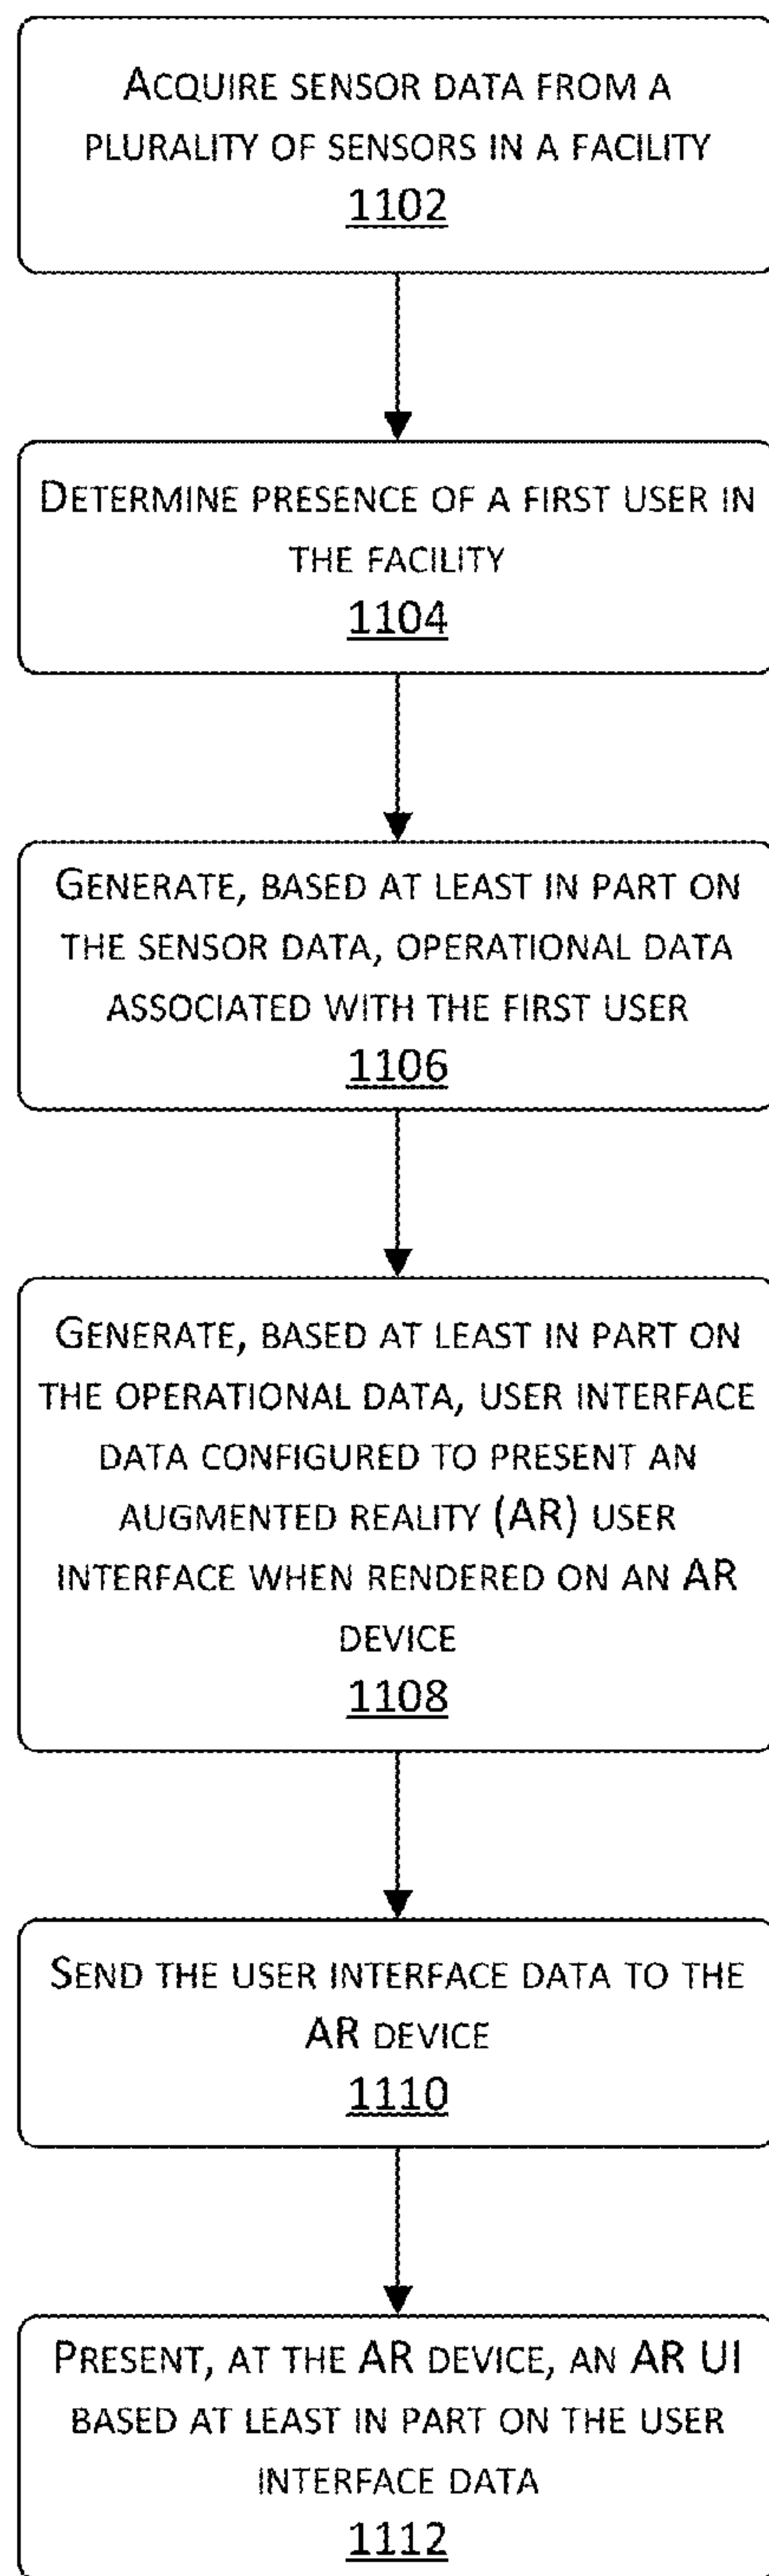 ACQUIRE SENSOR DATA FROM A
PLURALITY OF SENSORS IN A FACILITY
1102
DETERMINE PRESENCE OF A FIRST USER IN
THE FACILITY
1104
GENERATE, BASED AT LEAST IN PART ON
THE SENSOR DATA, OPERATIONAL DATA
ASSOCIATED WITH THE FIRST USER
1106
GENERATE, BASED AT LEAST IN PART ON
THE OPERATIONAL DATA, USER INTERFACE
DATA CONFIGURED TO PRESENT AN
AUGMENTED REALITY (AR) USER
INTERFACE WHEN RENDERED ON AN AR
DEVICE
1108
SEND THE USER INTERFACE DATA TO THE
AR DEVICE
1110
PRESENT, AT THE AR DEVICE, AN AR UI
BASED AT LEAST IN PART ON THE USER
INTERFACE DATA
1112